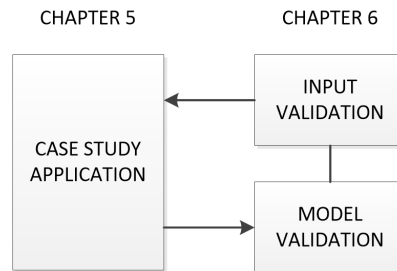 CHAPTER 5
CHAPTER 6
CASE STUDY
APPLICATION
INPUT
VALIDATION
MODEL
VALIDATION